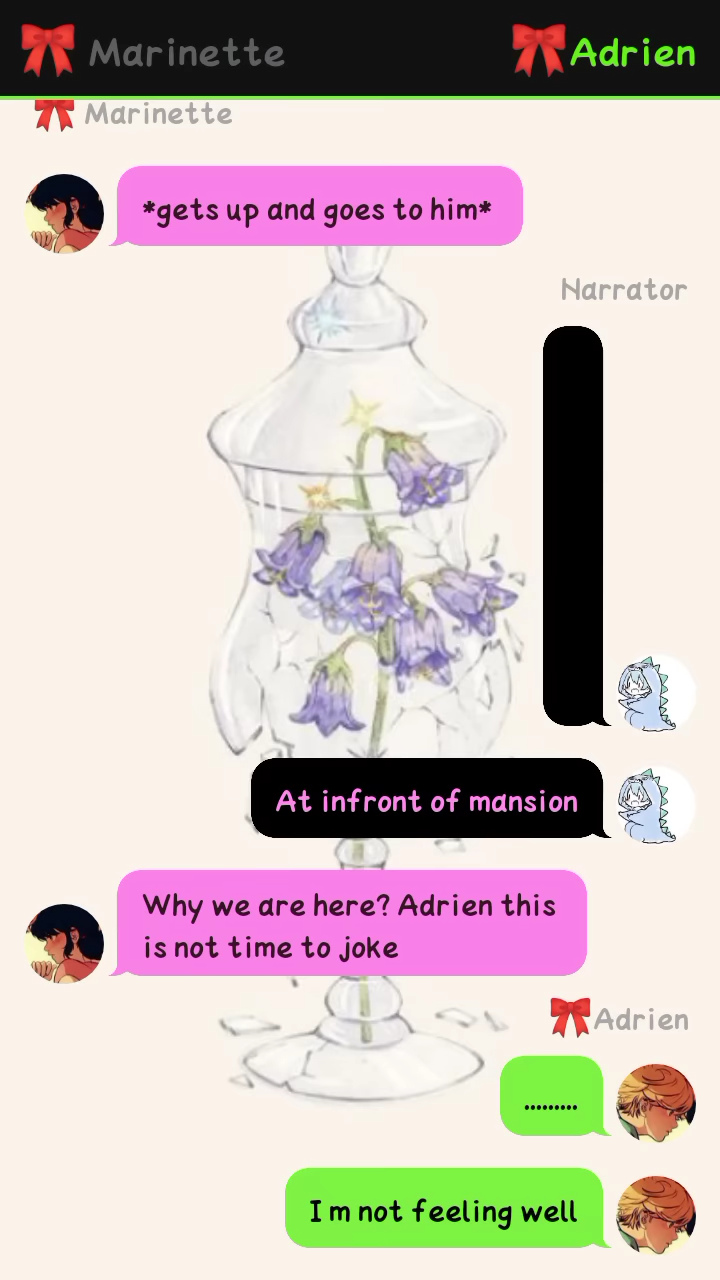 🎀 Marinette
🎀Adrien
🎀 Marinette
*gets up and goes to him*
Narrator
At infront of mansion
Why we are here? Adrien this
is not time to joke
🎀Adrien
.........
I m not feeling well